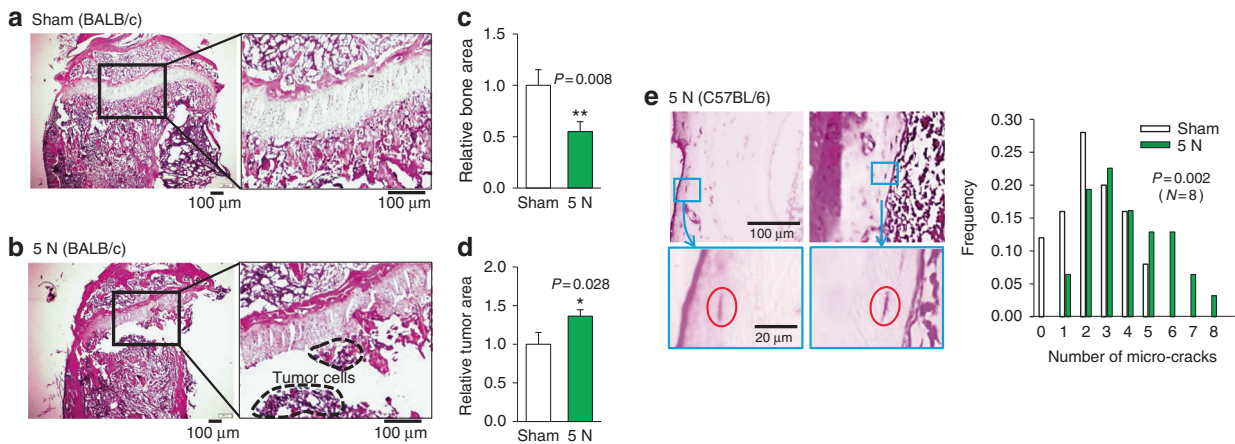 a Sham (BALB/c)
100 µm
100 µm
b 5 N (BALB/c)
Tumor cells
100 µm
100 µm
c
Relative bone area
1.5
1.0
0.5
0.0
P=0.008
**
Sham 5 N
d
Relative tumor area
2.0
1.5
1.0
0.5
0.0
P=0.028
*
Sham 5 N
e 5 N (C57BL/6)
100 µm
20 µm
Frequency
0.30
0.25
0.20
0.15
0.10
0.05
0.00
Sham
5 N
P=0.002
(N=8)
0 1 2 3 4 5 6 7 8
Number of micro-cracks